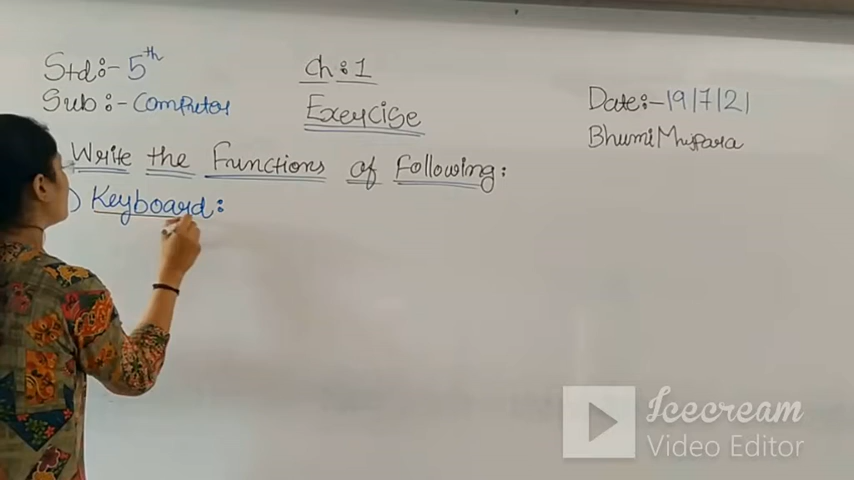 Std:- 5th
Sub:- Computer
Ch:1
Exercise
Date:- 19/7/21
Bhumi Mujpara
Write the Functions of Following:
) Keyboard:
Icecream
Video Editor